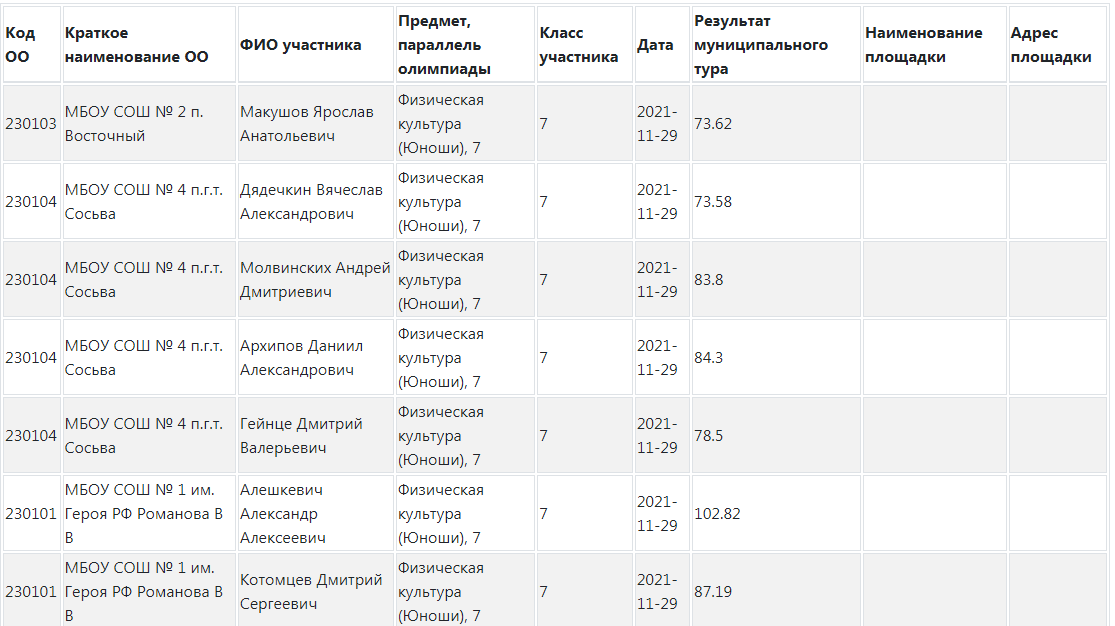 Код ОО
Краткое наименование ОО
ФИО участника
Предмет, параллель олимпиады
Класс участника
Дата
Результат муниципального тура
Наименование площадки
Адрес площадки
230103
МБОУ СОШ № 2 п.
Восточный
Макушов Ярослав
Анатольевич
Физическая
культура
(Юноши), 7
7
2021-
11-29
73.62
230104
МБОУ СОШ № 4 п.г.т.
Сосьва
Дядечкин Вячеслав
Александрович
Физическая
культура
(Юноши), 7
7
2021-
11-29
73.58
230104
МБОУ СОШ № 4 п.г.т.
Сосьва
Молвинских Андрей
Дмитриевич
Физическая
культура
(Юноши), 7
7
2021-
11-29
83.8
230104
МБОУ СОШ № 4 п.г.т.
Сосьва
Архипов Даниил
Александрович
Физическая
культура
(Юноши), 7
7
2021-
11-29
84.3
230104
МБОУ СОШ № 4 п.г.т.
Сосьва
Гейнце Дмитрий
Валерьевич
Физическая
культура
(Юноши), 7
7
2021-
11-29
78.5
230101
МБОУ СОШ № 1 им.
Героя РФ Романова В
В
Алешкевич
Александр
Алексеевич
Физическая
культура
(Юноши), 7
7
2021-
11-29
102.82
230101
МБОУ СОШ № 1 им.
Героя РФ Романова В
В
Котомцев Дмитрий
Сергеевич
Физическая
культура
(Юноши), 7
7
2021-
11-29
87.19